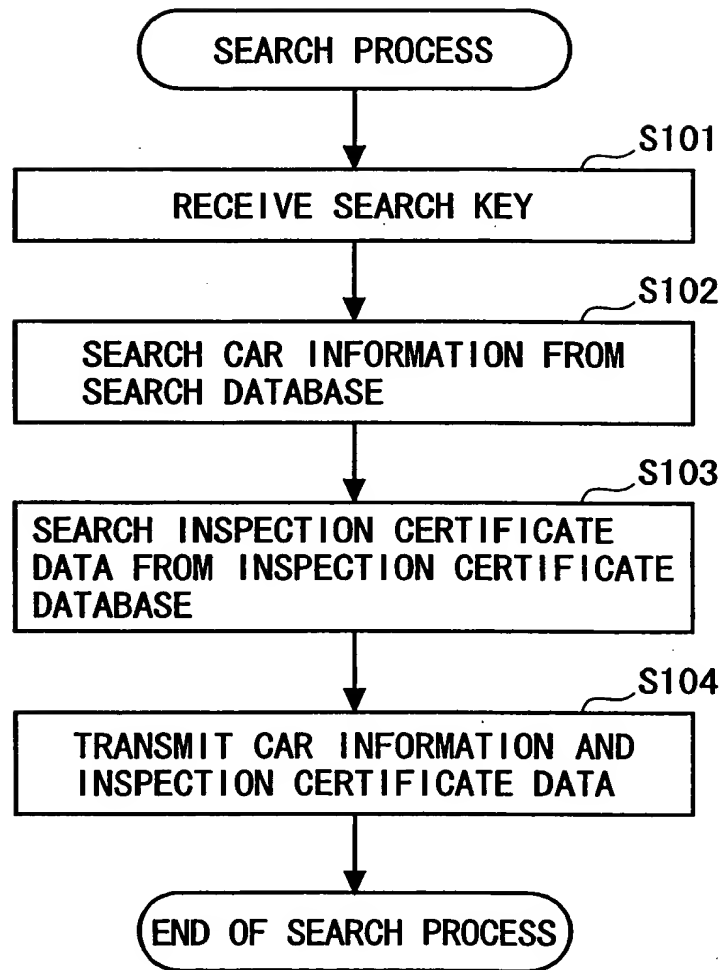 SEARCH PROCESS
S101
RECEIVE SEARCH KEY
S102
SEARCH CAR INFORMATION FROM
SEARCH DATABASE
S103
SEARCH INSPECTION CERTIFICATE
DATA FROM INSPECTION CERTIFICATE
DATABASE
S104
TRANSMIT CAR INFORMATION AND
INSPECTION CERTIFICATE DATA
END OF SEARCH PROCESS